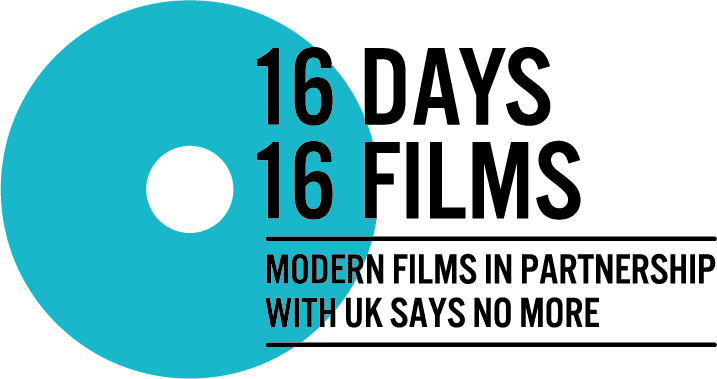 16 DAYS
16 FILMS
MODERN FILMS IN PARTNERSHIP
WITH UK SAYS NO MORE